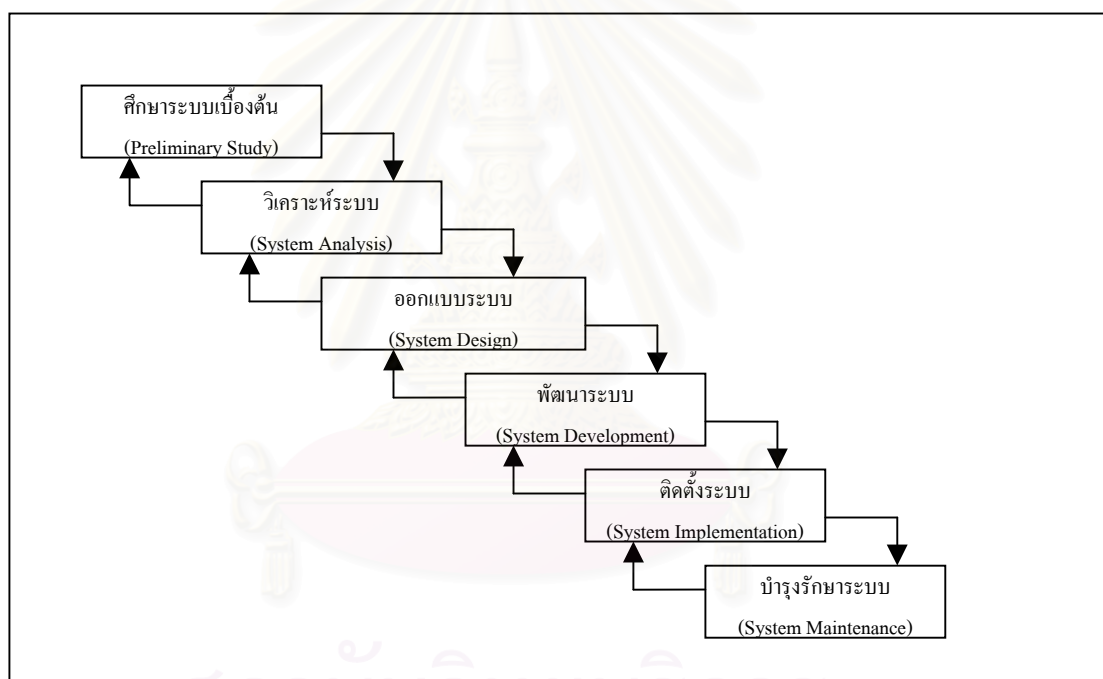 ศึกษาระบบเบื้องต้น
(Preliminary Study)
วิเคราะห์ระบบ
(System Analysis)
ออกแบบระบบ
(System Design)
พัฒนาระบบ
(System Development)
ติดตั้งระบบ
(System Implementation)
บำรุงรักษาระบบ
(System Maintenance)